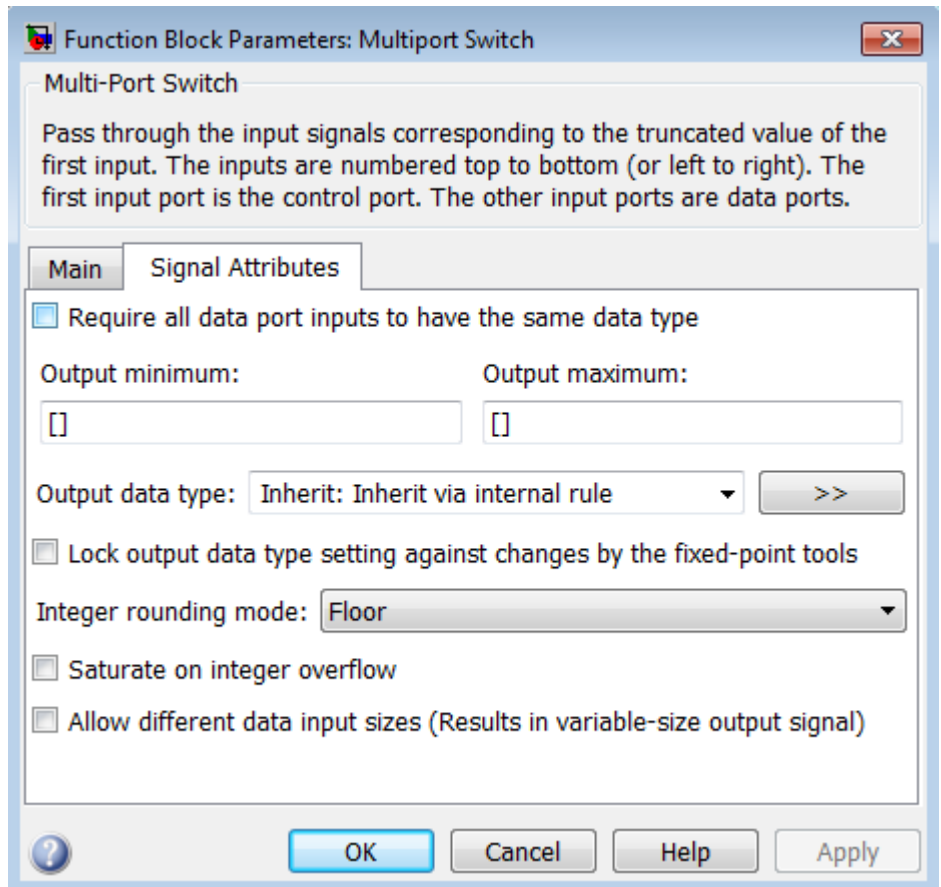 Function Block Parameters: Multiport Switch
Multi-Port Switch
Pass through the input signals corresponding to the truncated value of the
first input. The inputs are numbered top to bottom (or left to right). The
first input port is the control port. The other input ports are data ports.
Main
Signal Attributes
Require all data port inputs to have the same data type
Output minimum:
Output maximum:
[]
[]
Output data type:
Inherit: Inherit via internal rule
>>
Lock output data type setting against changes by the fixed-point tools
Integer rounding mode:
Floor
Saturate on integer overflow
Allow different data input sizes (Results in variable-size output signal)
?
OK
Cancel
Help
Apply